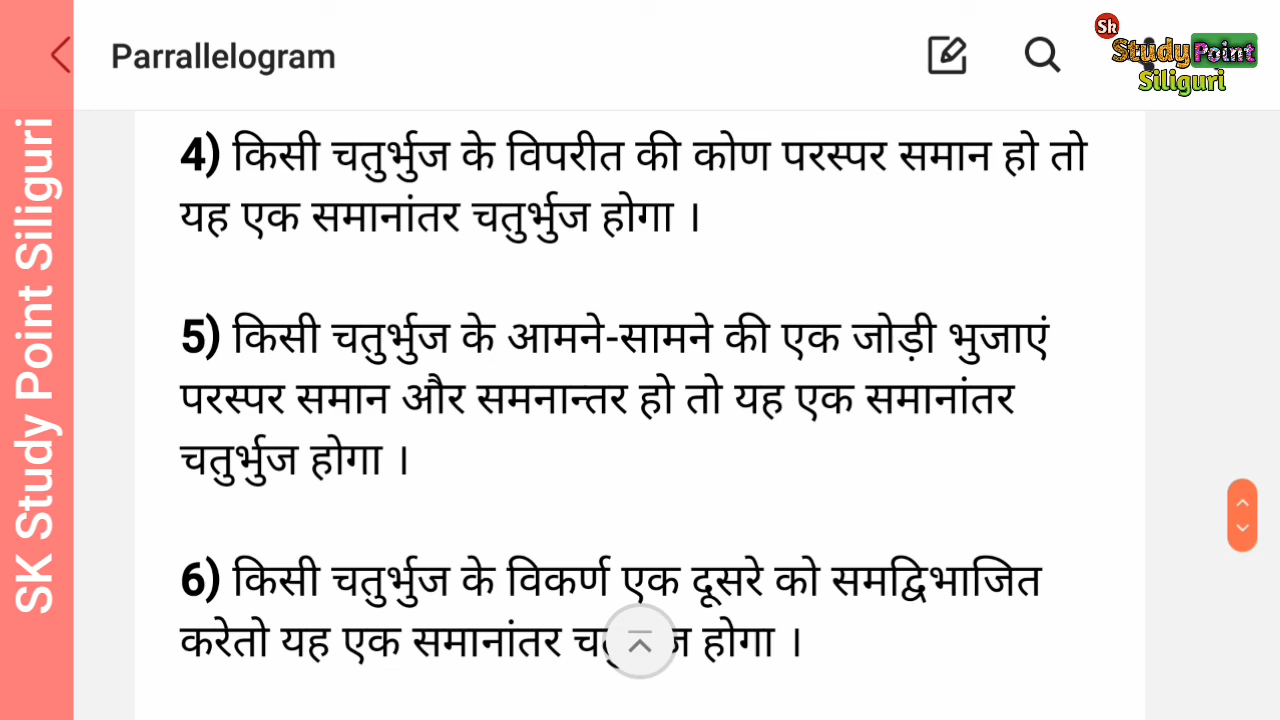 Parrallelogram
Sk
Study Point
Siliguri
SK Study Point Siliguri
4) किसी चतुर्भुज के विपरीत की कोण परस्पर समान हो तो
यह एक समानांतर चतुर्भुज होगा ।
5) किसी चतुर्भुज के आमने-सामने की एक जोड़ी भुजाएं
परस्पर समान और समनान्तर हो तो यह एक समानांतर
चतुर्भुज होगा ।
6) किसी चतुर्भुज के विकर्ण एक दूसरे को समद्विभाजित
करेतो यह एक समानांतर होगा ।